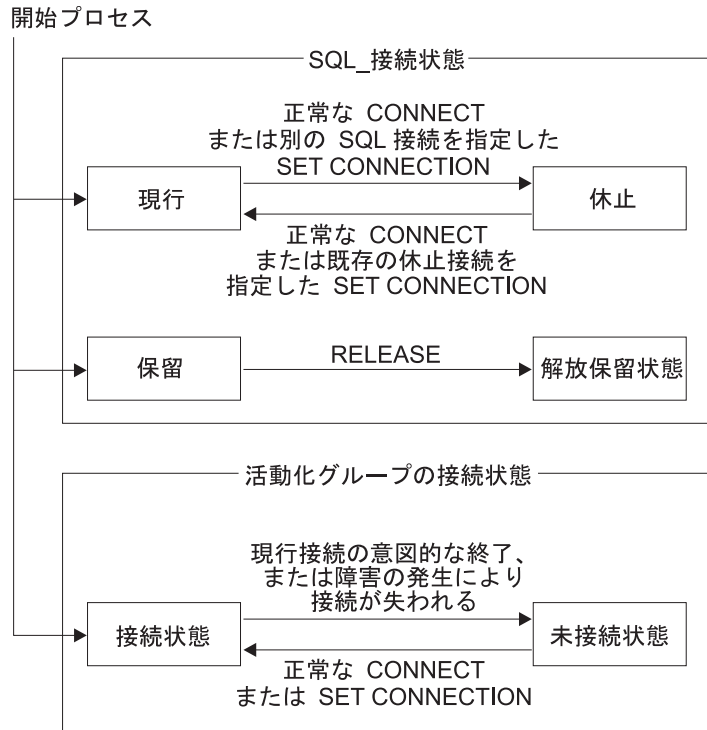 開始プロセス
SQL_接続状態
正常な CONNECT
または別の SQL 接続を指定した
SET CONNECTION
現行
休止
正常な CONNECT
または既存の休止接続を
指定した SET CONNECTION
保留
RELEASE
解放保留状態
活動化グループの接続状態
現行接続の意図的な終了、
または障害の発生により
接続が失われる
接続状態
未接続状態
正常な CONNECT
または SET CONNECTION